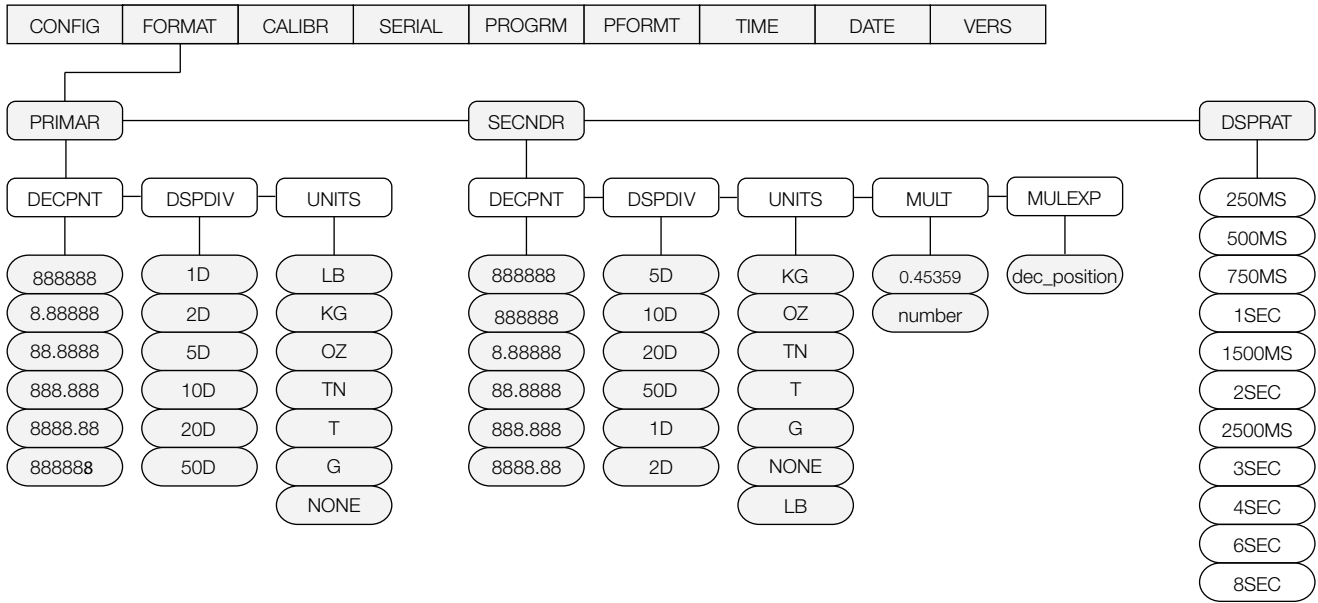 CONFIG FORMAT CALIBR SERIAL PROGRM PFORMT TIME DATE VERS
PRIMAR SECNDR DSPRAT
DECPNT DSPDIV UNITS DECPNT DSPDIV UNITS MULT MULEXP 250MS
500MS
888888 1D LB 888888 5D KG 0.45359 dec_position 750MS
8.88888 2D KG 888888 10D OZ number 1SEC
88.8888 5D OZ 8.88888 20D TN 1500MS
888.888 10D TN 88.8888 50D T 2SEC
8888.88 20D T 888.888 1D G 2500MS
888888 50D G 8888.88 2D NONE 3SEC
NONE LB 4SEC
6SEC
8SEC